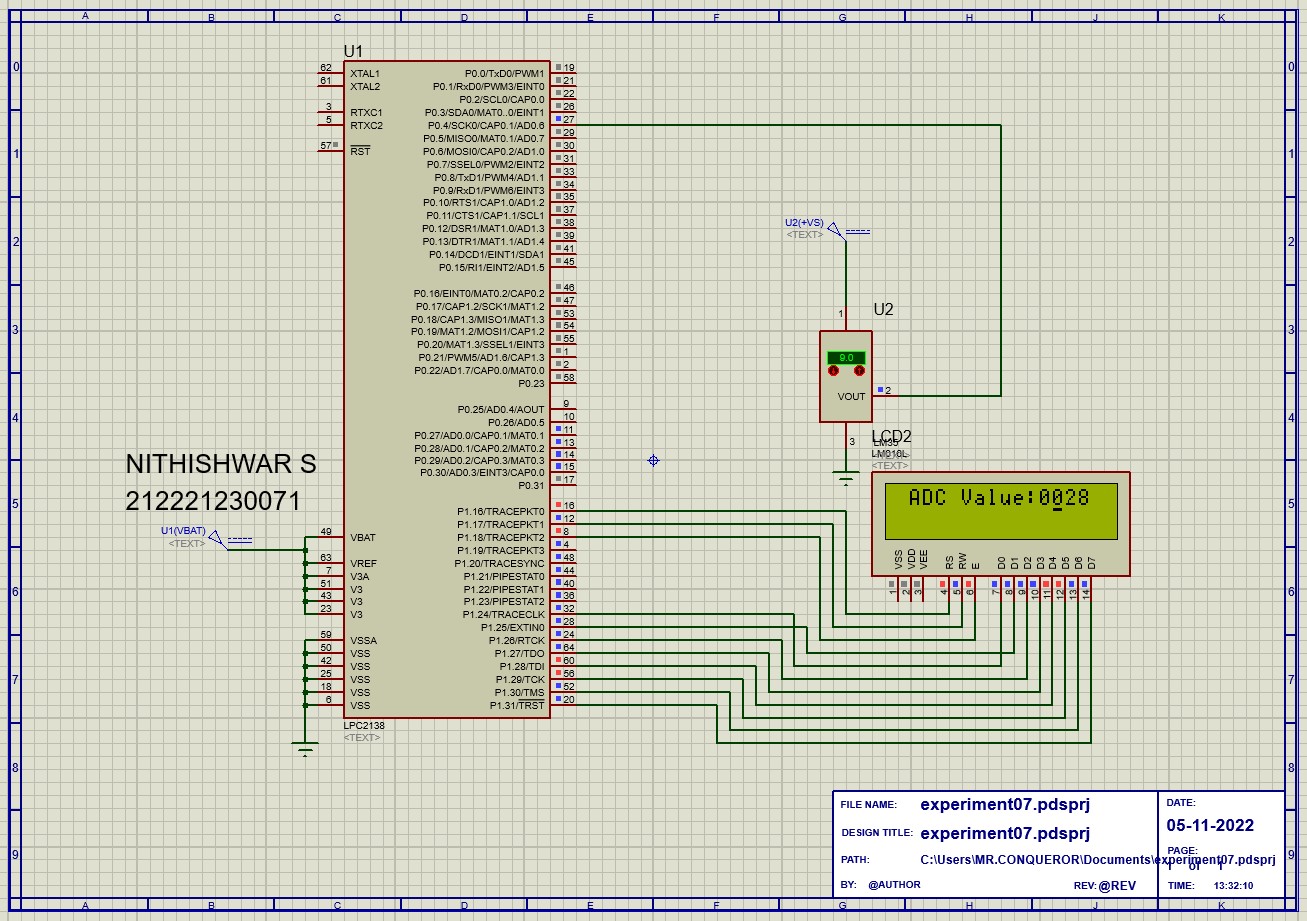 A B C D E F G H J K
0
1
2
3
4
5
6
7
8
9
U1
62 XTAL1
61 XTAL2
3 RTXC1
5 RTXC2
57 RST
49 VBAT
63 VREF
7 V3A
51 V3
43 V3
23 V3
59 VSSA
50 VSS
42 VSS
25 VSS
18 VSS
6 VSS
P0.0/TxD0/PWM1 19
P0.1/RxD0/PWM3/EINT0 21
P0.2/SCL0/CAP0.0 22
P0.3/SDA0/MAT0..0/EINT1 26
P0.4/SCK0/CAP0.1/AD0.6 27
P0.5/MISO0/MAT0.1/AD0.7 29
P0.6/MOSI0/CAP0.2/AD1.0 30
P0.7/SSEL0/PWM2/EINT2 31
P0.8/TxD1/PWM4/AD1.1 33
P0.9/RxD1/PWM6/EINT3 34
P0.10/RTS1/CAP1.0/AD1.2 35
P0.11/CTS1/CAP1.1/SCL1 37
P0.12/DSR1/MAT1.0/AD1.3 38
P0.13/DTR1/MAT1.1/AD1.4 39
P0.14/DCD1/EINT1/SDA1 41
P0.15/RI1/EINT2/AD1.5 45
P0.16/EINT0/MAT0.2/CAP0.2 46
P0.17/CAP1.2/SCK1/MAT1.2 47
P0.18/CAP1.3/MISO1/MAT1.3 53
P0.19/MAT1.2/MOSI1/CAP1.2 54
P0.20/MAT1.3/SSEL1/EINT3 55
P0.21/PWM5/AD1.6/CAP1.3 1
P0.22/AD1.7/CAP0.0/MAT0.0 2
P0.23 58
P0.25/AD0.4/AOUT 9
P0.26/AD0.5 10
P0.27/AD0.0/CAP0.1/MAT0.1 11
P0.28/AD0.1/CAP0.2/MAT0.2 13
P0.29/AD0.2/CAP0.3/MAT0.3 14
P0.30/AD0.3/EINT3/CAP0.0 15
P0.31 17
P1.16/TRACEPKT0 16
P1.17/TRACEPKT1 12
P1.18/TRACEPKT2 8
P1.19/TRACEPKT3 4
P1.20/TRACESYNC 48
P1.21/PIPESTAT0 44
P1.22/PIPESTAT1 40
P1.23/PIPESTAT2 36
P1.24/TRACECLK 32
P1.25/EXTIN0 28
P1.26/RTCK 24
P1.27/TDO 64
P1.28/TDI 60
P1.29/TCK 56
P1.30/TMS 52
P1.31/TRST 20
LPC2138
<TEXT>
NITHISHWAR S
212221230071
U1(VBAT)
<TEXT>
U2(+VS)
<TEXT>
U2
1
9.0
VOUT 2
3
LCD2
LM35
LM016L
<TEXT>
ADC Value:0028
VSS VDD VEE RS RW E D0 D1 D2 D3 D4 D5 D6 D7
1 2 3 4 5 6 7 8 9 10 11 12 13 14
FILE NAME: experiment07.pdsprj
DESIGN TITLE: experiment07.pdsprj
PATH: C:\Users\MR.CONQUEROR\Documents\experiment07.pdsprj
BY: @AUTHOR REV: @REV
DATE:
05-11-2022
PAGE:
1 of 1
TIME: 13:32:10
0
1
2
3
4
5
6
7
8
9
A B C D E F G H J K